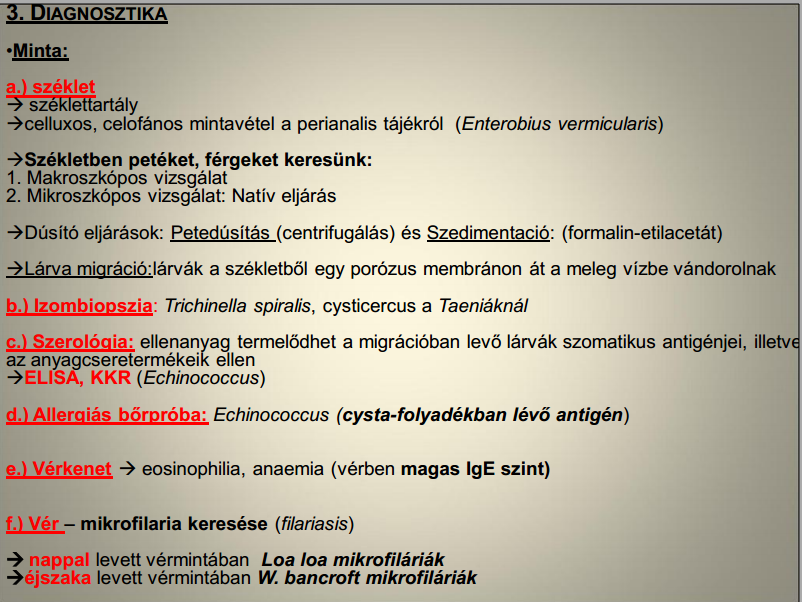 3. DIAGNOSZTIKA
•Minta:
a.) széklet
→ széklettartály
→celluxos, celofános mintavétel a perianalis tájékról (Enterobius vermicularis)
→Székletben petéket, férgeket keresünk:
1. Makroszkópos vizsgálat
2. Mikroszkópos vizsgálat: Natív eljárás
→Dúsító eljárások: Petedúsítás (centrifugálás) és Szedimentació: (formalin-etilacetát)
→Lárva migráció:lárvák a székletből egy porózus membránon át a meleg vízbe vándorolnak
b.) Izombiopszia: Trichinella spiralis, cysticercus a Taeniáknál
c.) Szerológia: ellenanyag termelődhet a migrációban levő lárvák szomatikus antigénjei, illetve
az anyagcseretermékeik ellen
→ELISA, KKR (Echinococcus)
d.) Allergiás bőrpróba: Echinococcus (cysta-folyadékban lévő antigén)
e.) Vérkenet → eosinophilia, anaemia (vérben magas IgE szint)
f.) Vér – mikrofilaria keresése (filariasis)
→ nappal levett vérmintában Loa loa mikrofiláriák
→éjszaka levett vérmintában W. bancroft mikrofiláriák